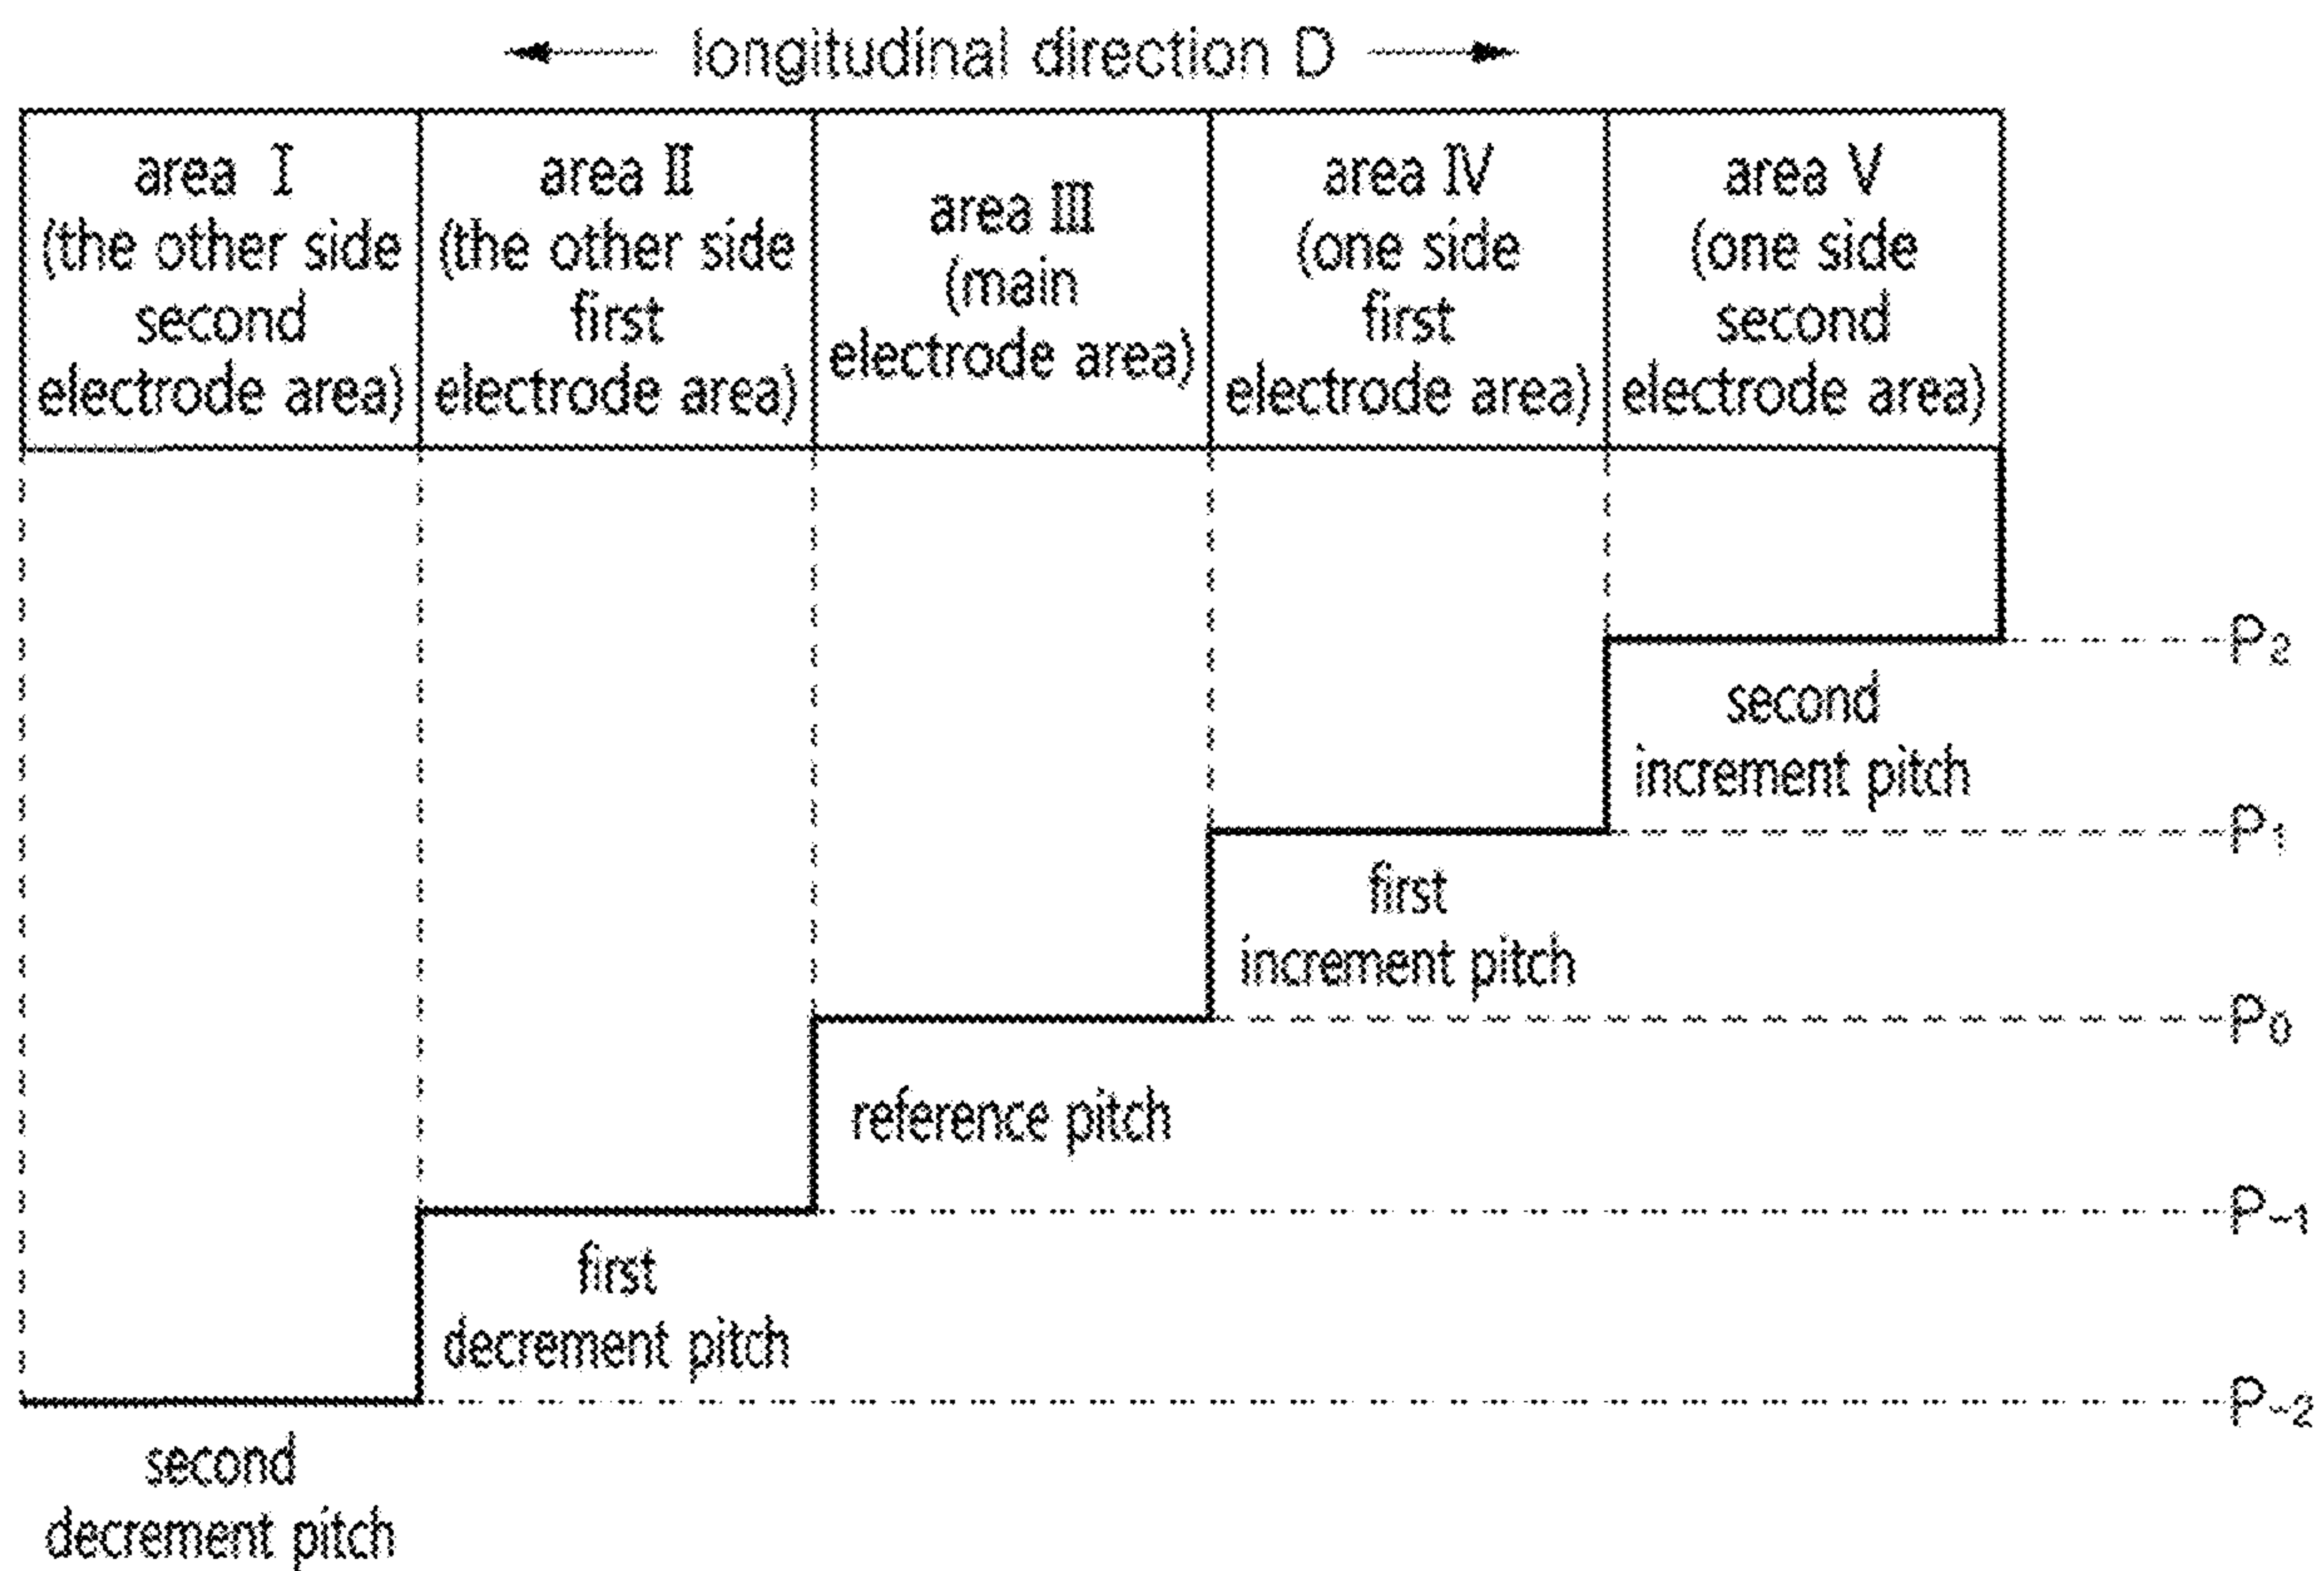 longitudinal direction D
area I
(the other side
second
electrode area)
area II
(the other side
first
electrode area)
area III
(main
electrode area)
area IV
(one side
first
electrode area)
area V
(one side
second
electrode area)
P2
second
increment pitch
P1
first
increment pitch
P0
reference pitch
P-1
first
decrement pitch
P-2
second
decrement pitch